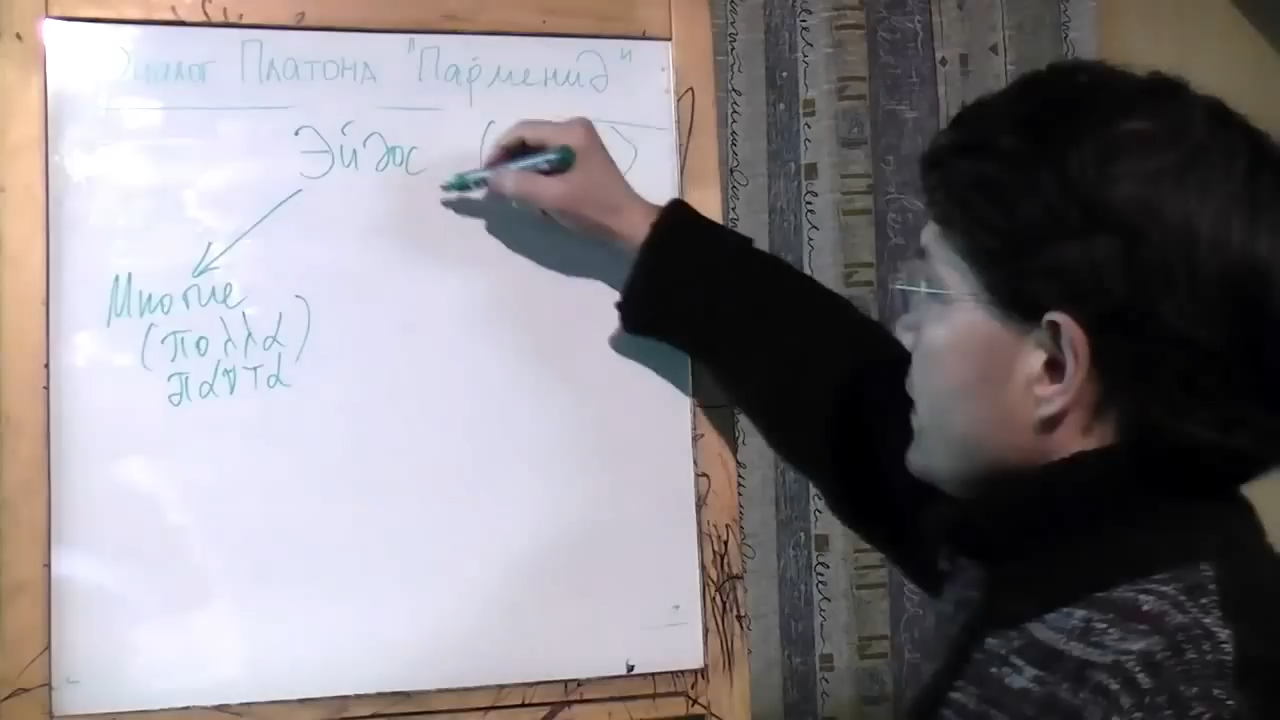 Диалог Платона "Парменид"
Эйдос (
Многие
(πολλα)
παντα